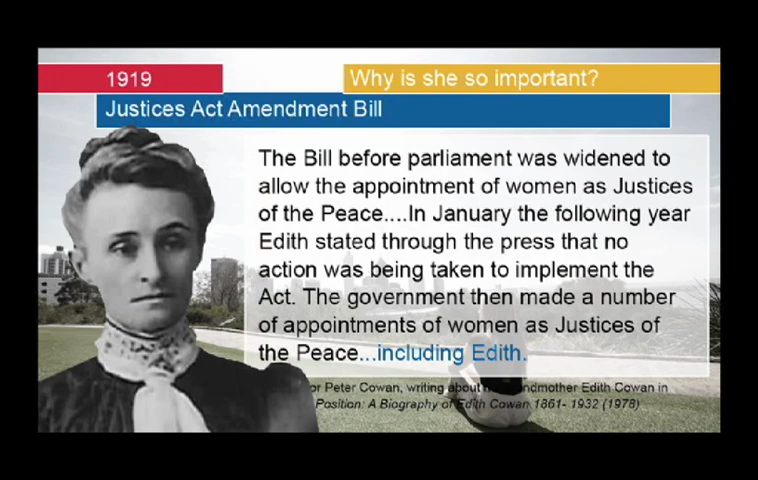 1919
Why is she so important?
Justices Act Amendment Bill
The Bill before parliament was widened to
allow the appointment of women as Justices
of the Peace....In January the following year
Edith stated through the press that no
action was being taken to implement the
Act. The government then made a number
of appointments of women as Justices of
the Peace...including Edith.
or Peter Cowan, writing about ndmother Edith Cowan in
Position: A Biography of Edith Cowan 1861- 1932 (1978)